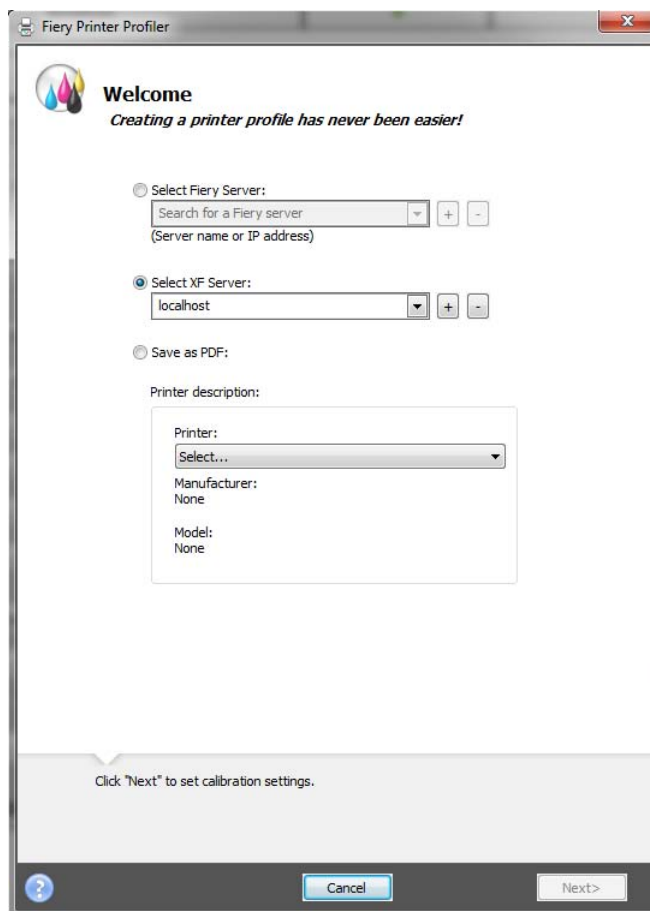 Fiery Printer Profiler
Welcome
Creating a printer profile has never been easier!
Select Fiery Server:
Search for a Fiery server
+ -
(Server name or IP address)
Select XF Server:
localhost
+ -
Save as PDF:
Printer description:
Printer:
Select...
Manufacturer:
None
Model:
None
Click "Next" to set calibration settings.
?
Cancel
Next>